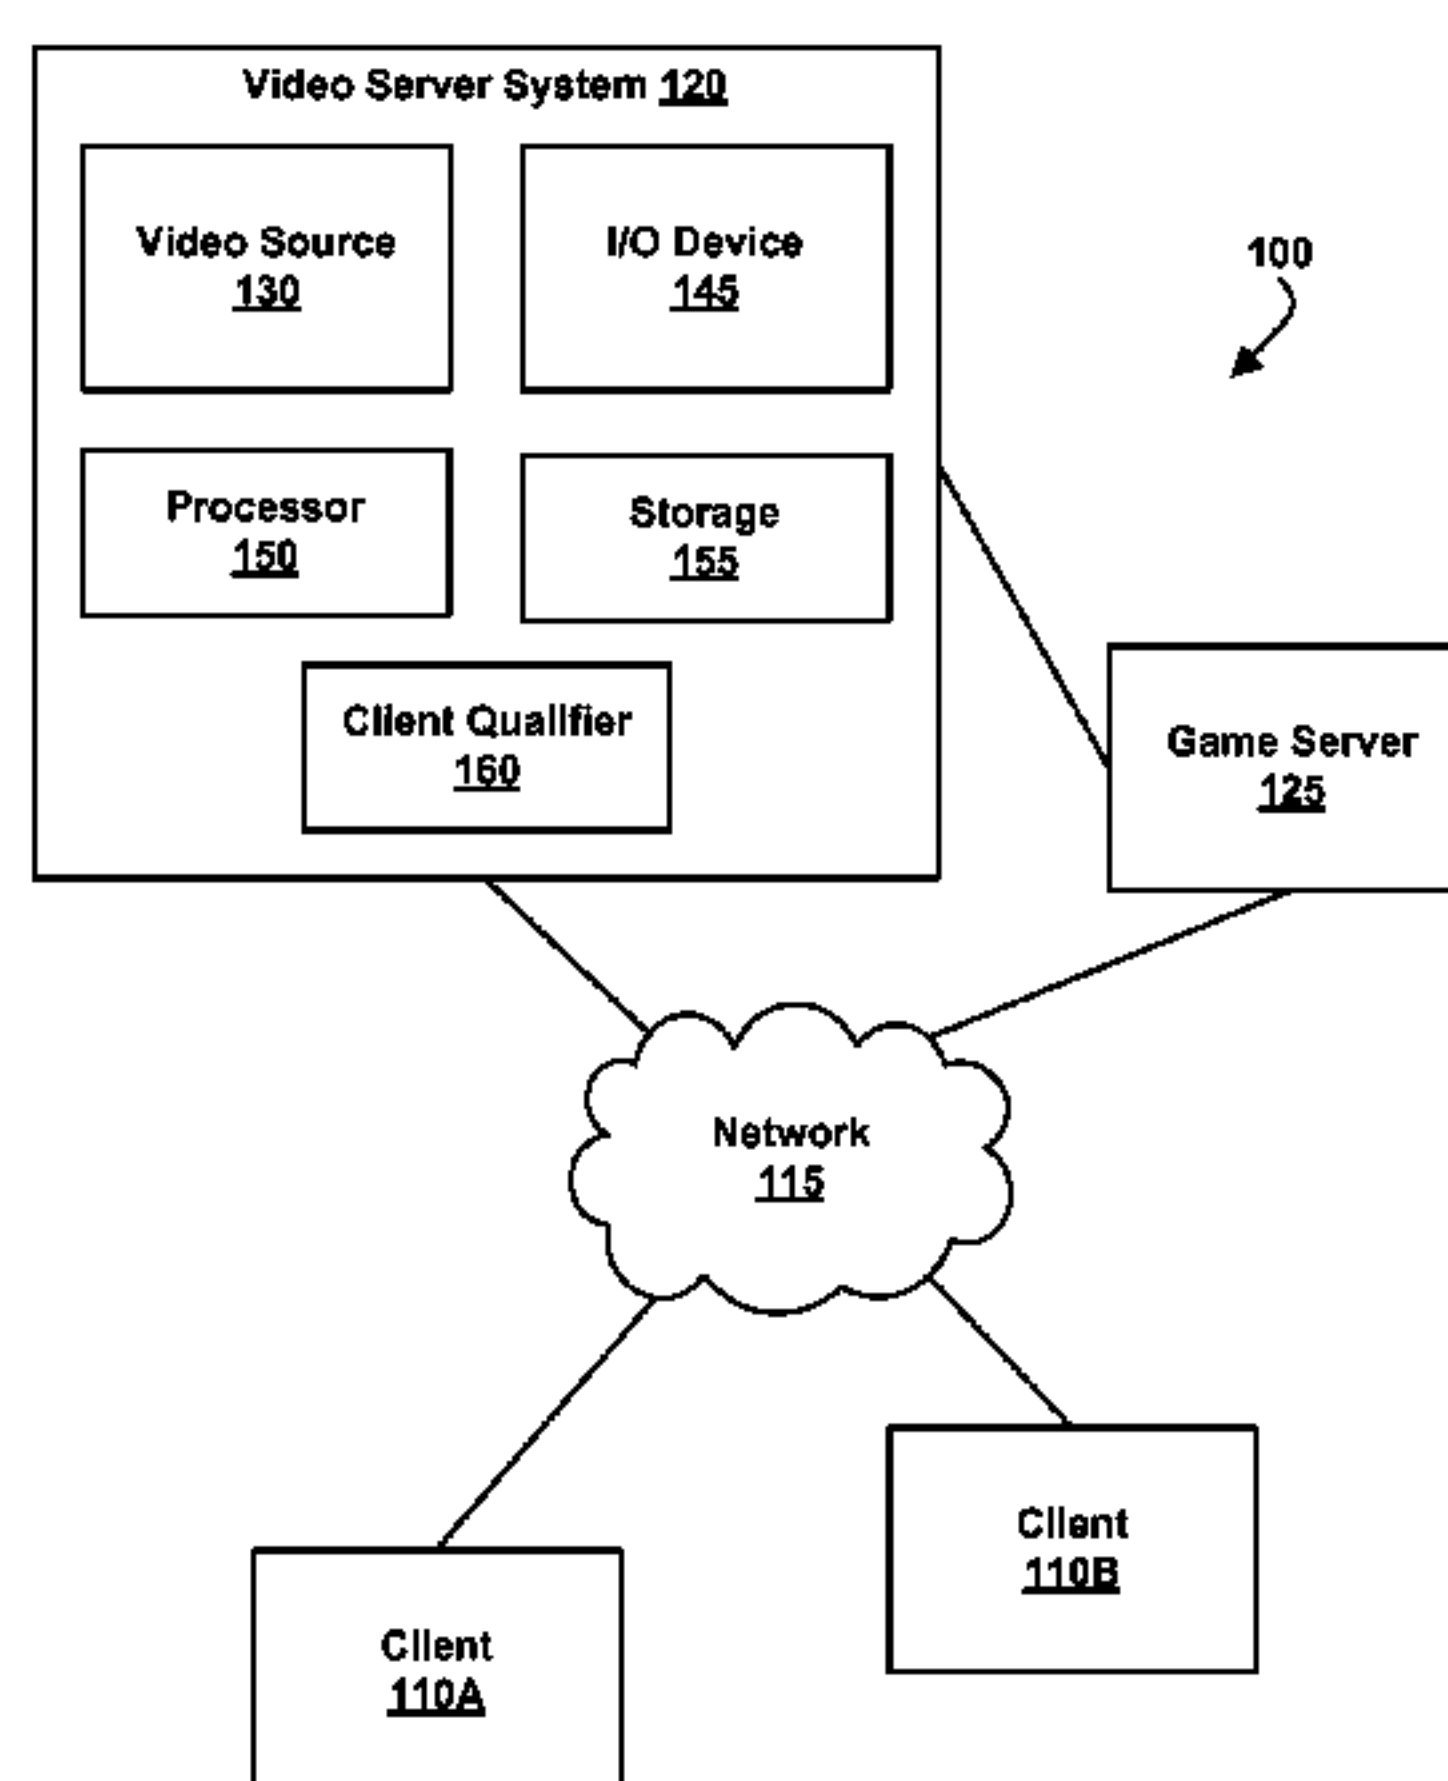 Video Server System 120
Video Source
130
I/O Device
145
100
Processor
150
Storage
155
Client Qualifier
160
Game Server
125
Network
115
Client
110B
Client
110A